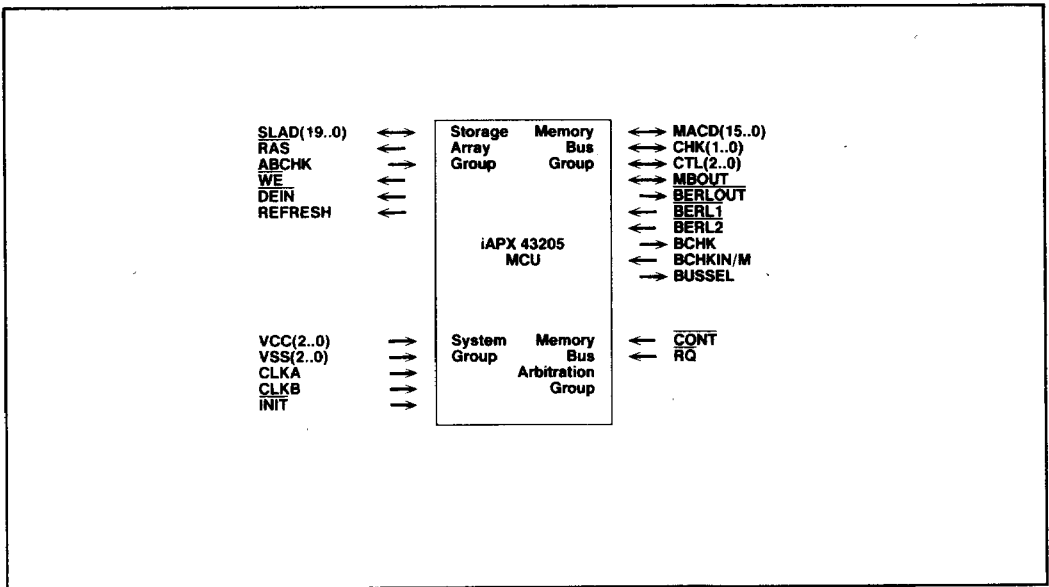 SLAD(19..0)
RAS
ABCHK
WE
DEIN
REFRESH
Storage Memory
Array Bus
Group Group
MACD(15..0)
CHK(1..0)
CTL(2..0)
MBOUT
BERLOUT
BERL1
BERL2
BCHK
BCHKIN/M
BUSSEL
iAPX 43205
MCU
VCC(2..0)
VSS(2..0)
CLKA
CLKB
INIT
System Memory
Group Bus
Arbitration
Group
CONT
RQ